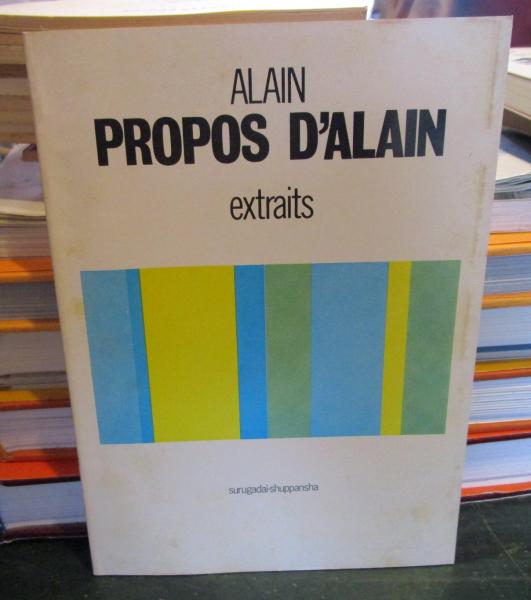 ALAIN
PROPOS D'ALAIN
extraits
surugadai-shuppansha